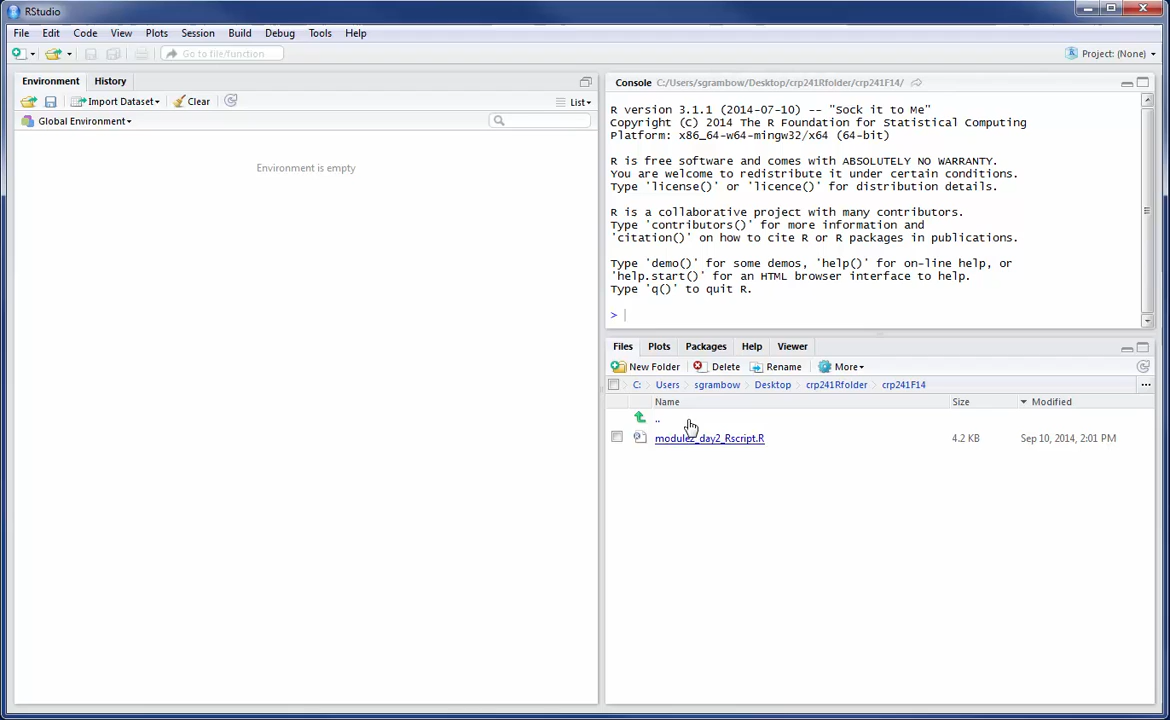 RStudio
File Edit Code View Plots Session Build Debug Tools Help
Go to file/function
Project: (None)
Environment History
Import Dataset Clear List
Global Environment
Environment is empty
Console C:/Users/sgrambow/Desktop/crp241Rfolder/crp241F14/
R version 3.1.1 (2014-07-10) -- "Sock it to Me"
Copyright (C) 2014 The R Foundation for Statistical Computing
Platform: x86_64-w64-mingw32/x64 (64-bit)
R is free software and comes with ABSOLUTELY NO WARRANTY.
You are welcome to redistribute it under certain conditions.
Type 'license()' or 'licence()' for distribution details.
R is a collaborative project with many contributors.
Type 'contributors()' for more information and
'citation()' on how to cite R or R packages in publications.
Type 'demo()' for some demos, 'help()' for on-line help, or
'help.start()' for an HTML browser interface to help.
Type 'q()' to quit R.
>
Files Plots Packages Help Viewer
New Folder Delete Rename More
C: Users sgrambow Desktop crp241Rfolder crp241F14 ...
Name Size Modified
..
module2_day2_Rscript.R 4.2 KB Sep 10, 2014, 2:01 PM